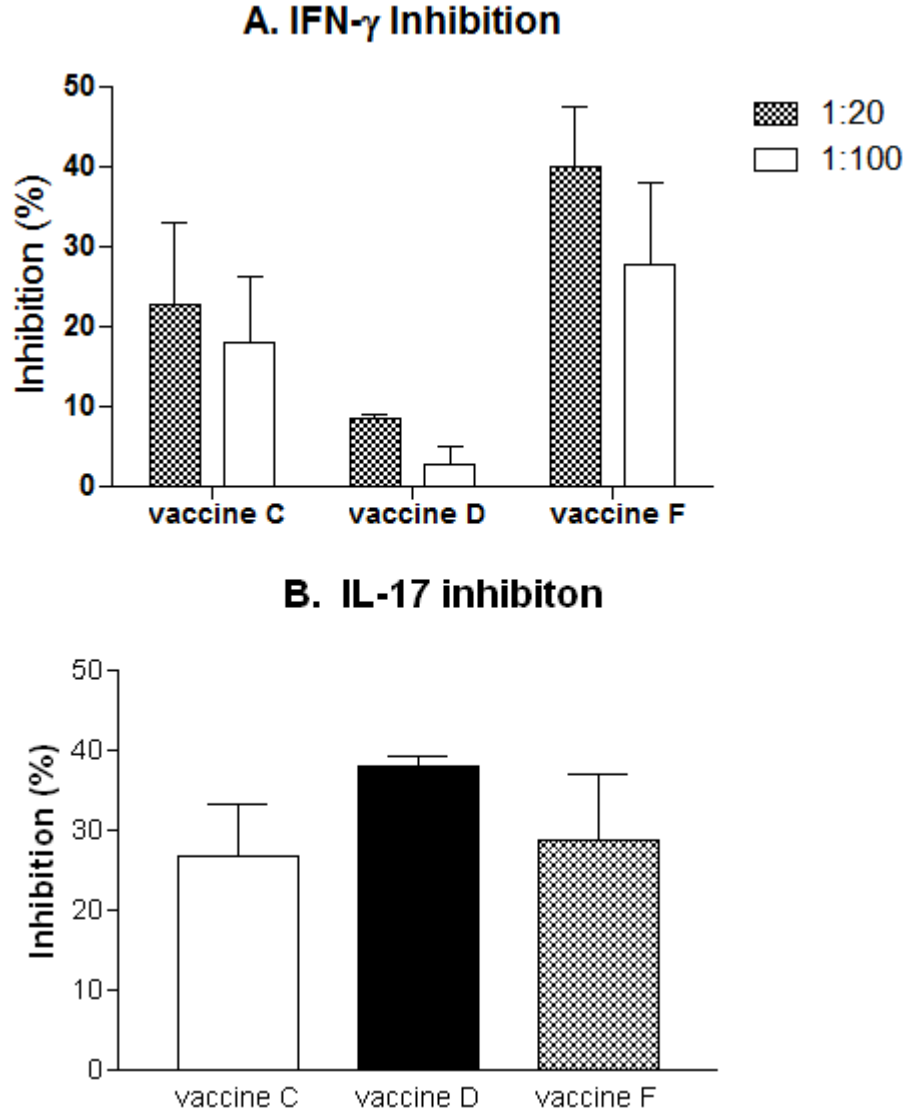 A. IFN-γ Inhibition
50
40
30
20
10
0
Inhibition (%)
1:20
1:100
vaccine C
vaccine D
vaccine F
B. IL-17 inhibiton
50
40
30
20
10
0
Inhibition (%)
vaccine C
vaccine D
vaccine F